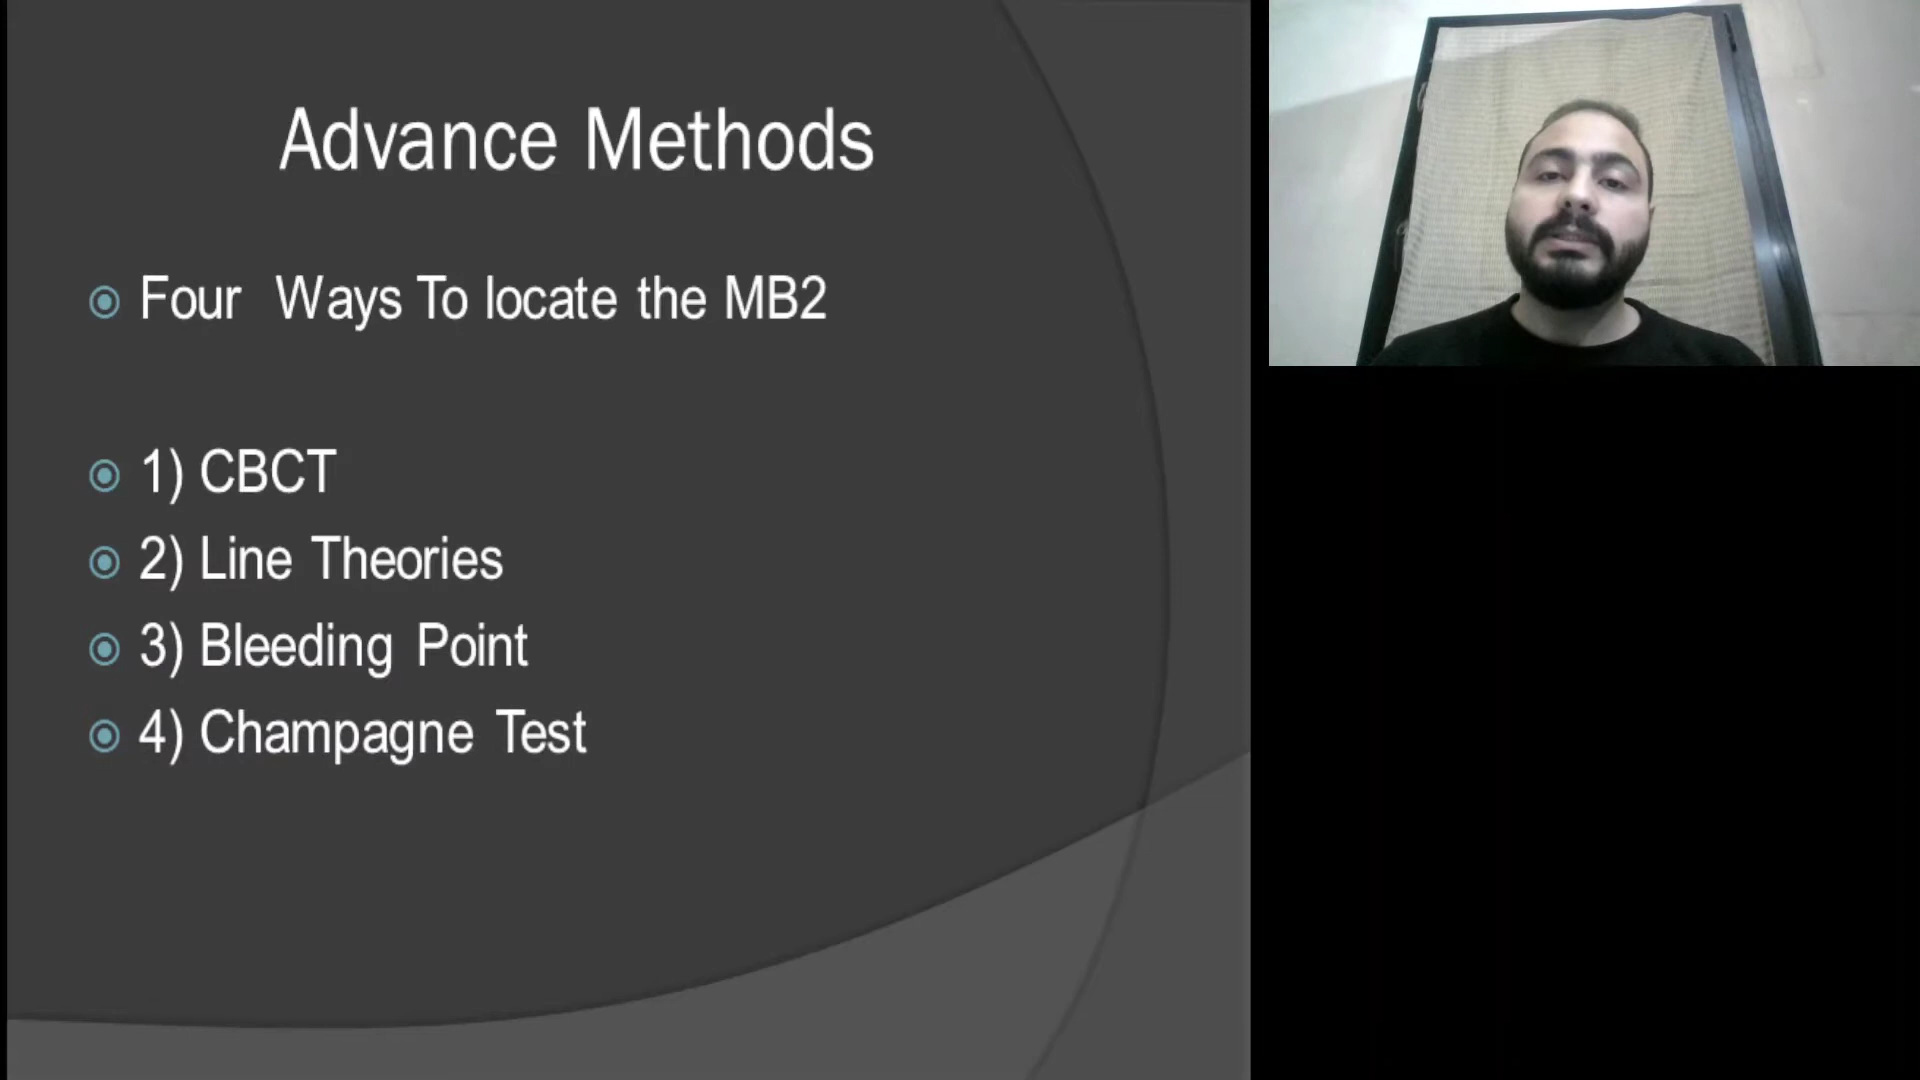 Advance Methods
Four Ways To locate the MB2
1) CBCT
2) Line Theories
3) Bleeding Point
4) Champagne Test